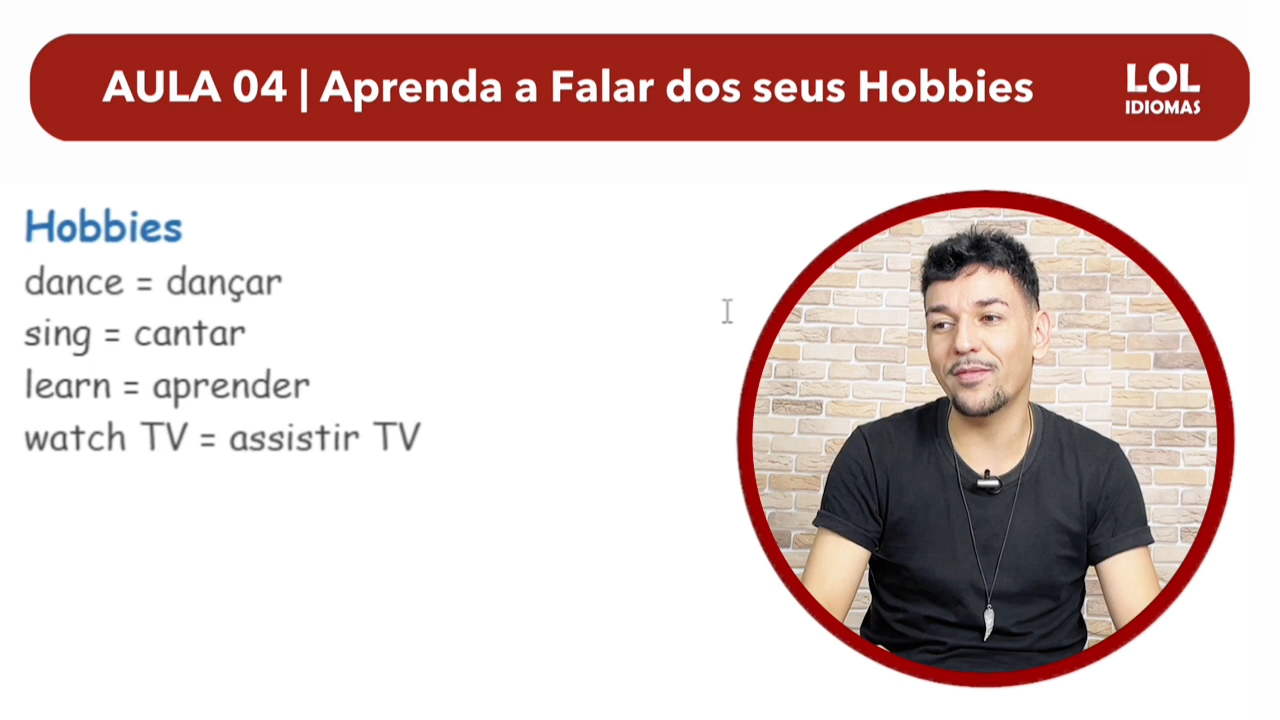 AULA 04 | Aprenda a Falar dos seus Hobbies
LOL
IDIOMAS
Hobbies
dance = dançar
sing = cantar
learn = aprender
watch TV = assistir TV